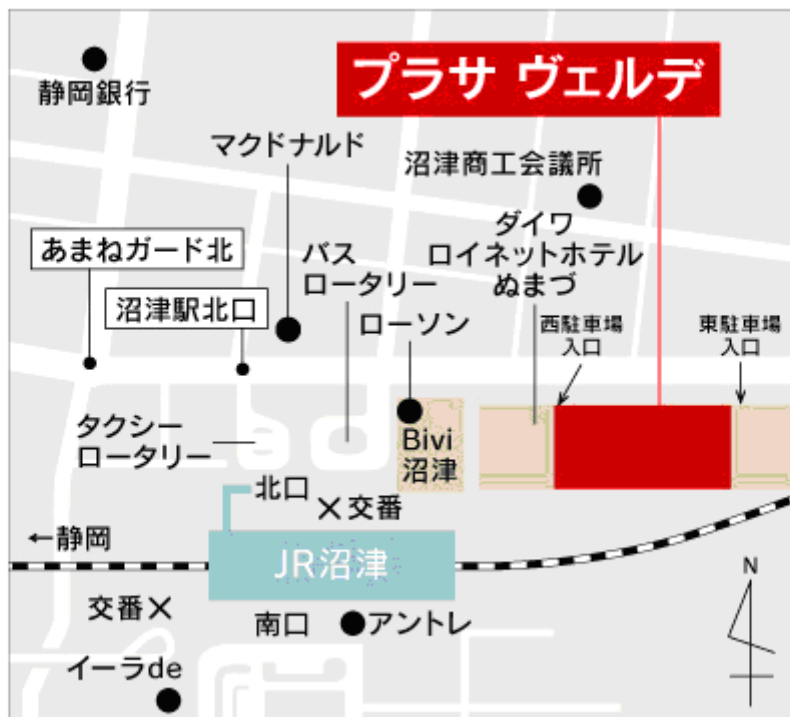 プラサ ヴェルデ
静岡銀行
マクドナルド
沼津商工会議所
ダイワ
ロイネットホテル
ぬまづ
あまねガード北
バス
ロータリー
沼津駅北口
ローソン
西駐車場
入口
東駐車場
入口
タクシー
ロータリー
Bivi
沼津
北口
×交番
←静岡
JR沼津
N
交番×
南口
アントレ
イーラde